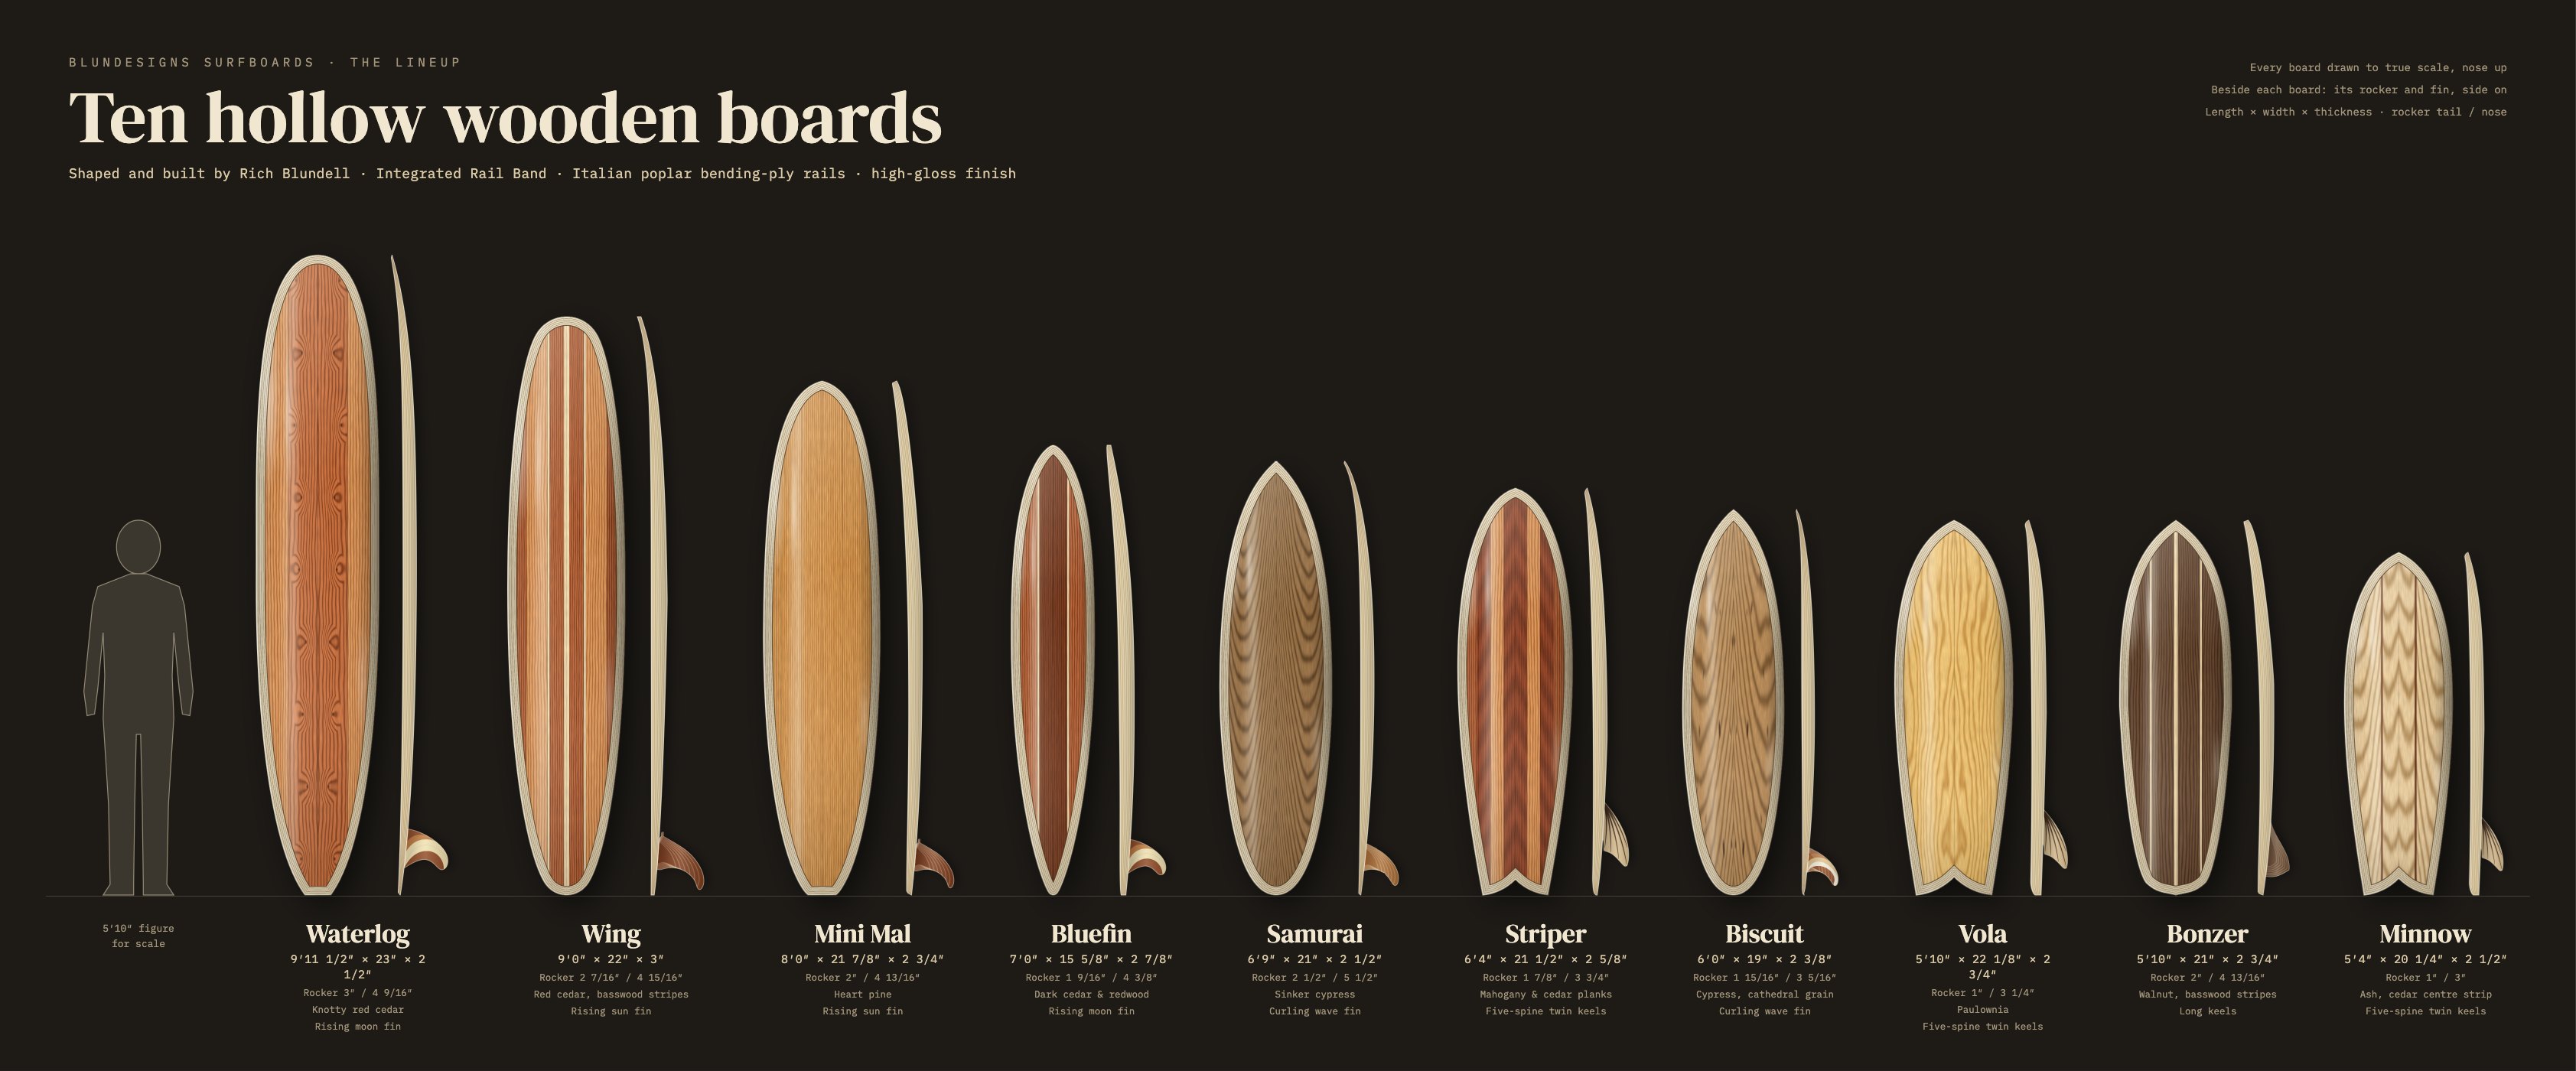 BLUNDESIGNS SURFBOARDS · THE LINEUP
Ten hollow wooden boards
Shaped and built by Rich Blundell · Integrated Rail Band · Italian poplar bending-ply rails · high-gloss finish
Every board drawn to true scale, nose up
Beside each board: its rocker and fin, side on
Length × width × thickness · rocker tail / nose
5′10″ figure
for scale
Waterlog
9′11 1/2″ × 23″ × 2
1/2″
Rocker 3″ / 4 9/16″
Knotty red cedar
Rising moon fin
Wing
9′0″ × 22″ × 3″
Rocker 2 7/16″ / 4 15/16″
Red cedar, basswood stripes
Rising sun fin
Mini Mal
8′0″ × 21 7/8″ × 2 3/4″
Rocker 2″ / 4 13/16″
Heart pine
Rising sun fin
Bluefin
7′0″ × 15 5/8″ × 2 7/8″
Rocker 1 9/16″ / 4 3/8″
Dark cedar & redwood
Rising moon fin
Samurai
6′9″ × 21″ × 2 1/2″
Rocker 2 1/2″ / 5 1/2″
Sinker cypress
Curling wave fin
Striper
6′4″ × 21 1/2″ × 2 5/8″
Rocker 1 7/8″ / 3 3/4″
Mahogany & cedar planks
Five-spine twin keels
Biscuit
6′0″ × 19″ × 2 3/8″
Rocker 1 15/16″ / 3 5/16″
Cypress, cathedral grain
Curling wave fin
Vola
5′10″ × 22 1/8″ × 2
3/4″
Rocker 1″ / 3 1/4″
Paulownia
Five-spine twin keels
Bonzer
5′10″ × 21″ × 2 3/4″
Rocker 2″ / 4 13/16″
Walnut, basswood stripes
Long keels
Minnow
5′4″ × 20 1/4″ × 2 1/2″
Rocker 1″ / 3″
Ash, cedar centre strip
Five-spine twin keels